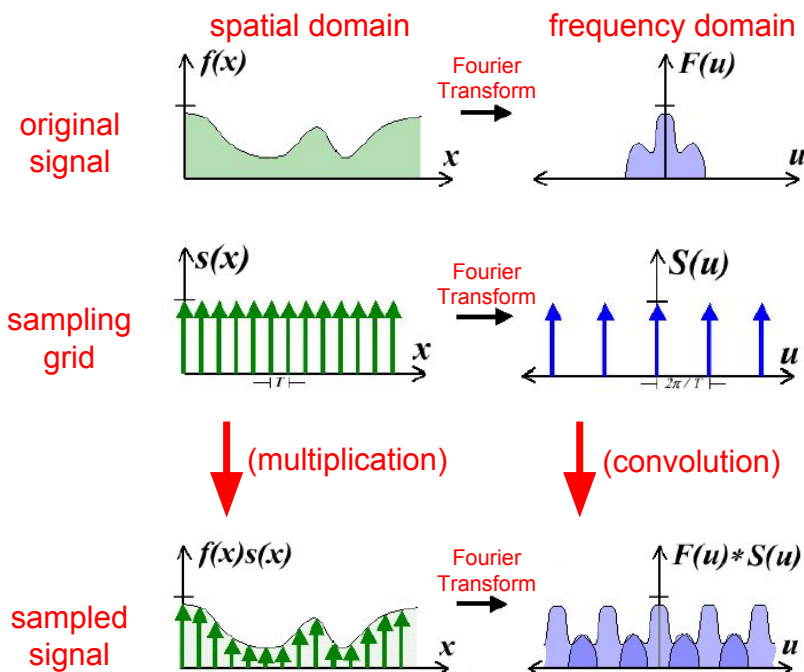 spatial domain
frequency domain
original
signal
f(x)
x
Fourier
Transform
F(u)
u
sampling
grid
s(x)
x
T
Fourier
Transform
S(u)
u
2π / T
(multiplication)
(convolution)
sampled
signal
f(x)s(x)
x
Fourier
Transform
F(u)*S(u)
u